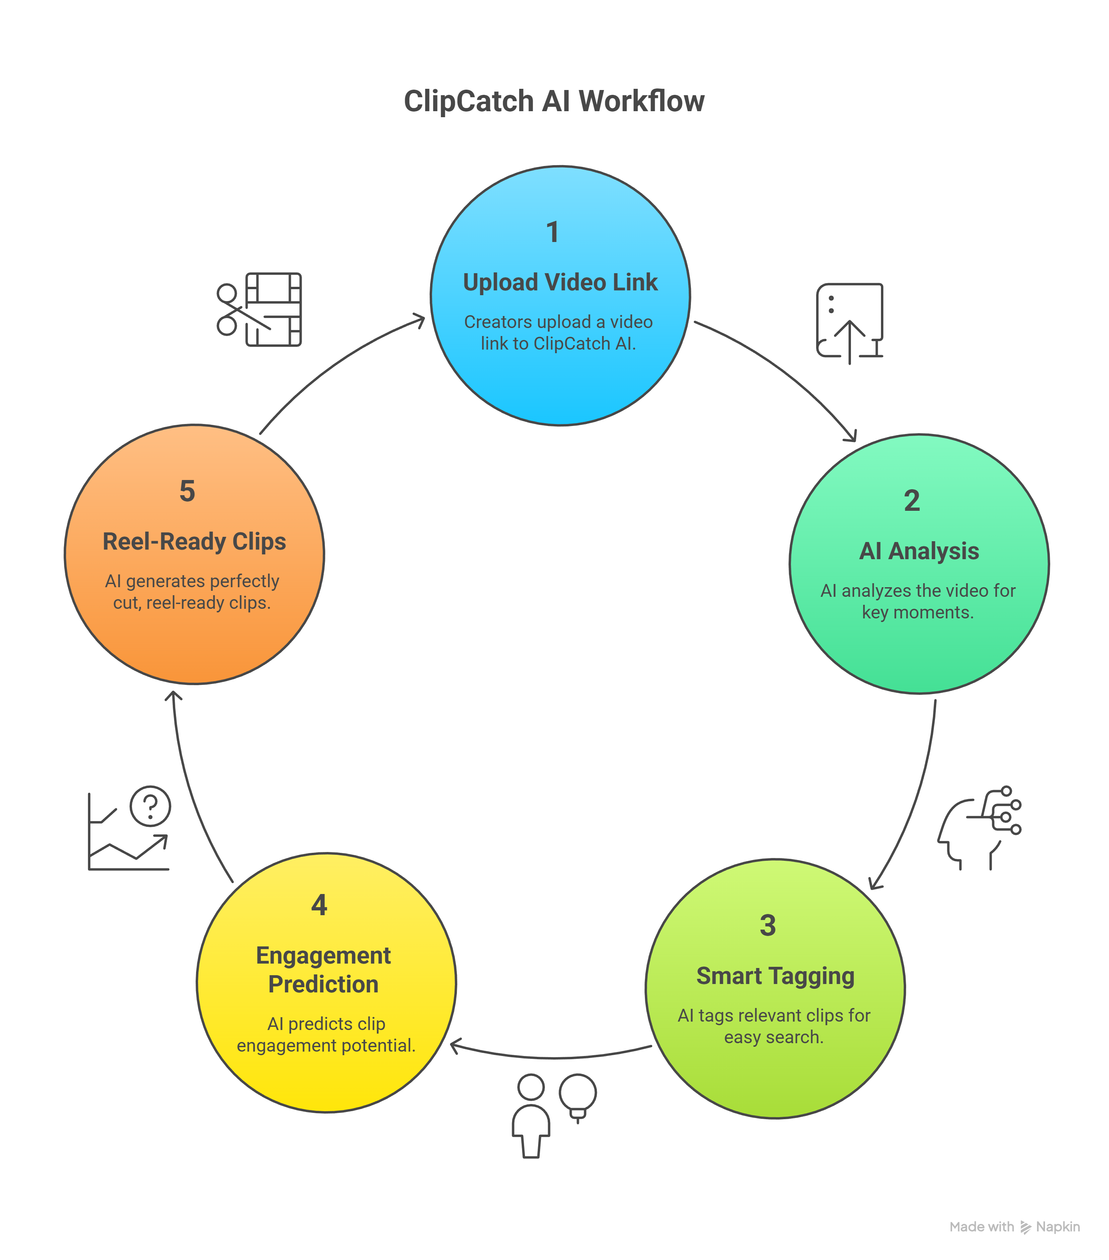 ClipCatch AI Workflow
1
Upload Video Link
Creators upload a video
link to ClipCatch AI.
2
AI Analysis
AI analyzes the video for
key moments.
3
Smart Tagging
AI tags relevant clips for
easy search.
4
Engagement
Prediction
AI predicts clip
engagement potential.
5
Reel-Ready Clips
AI generates perfectly
cut, reel-ready clips.
?
Made with Napkin